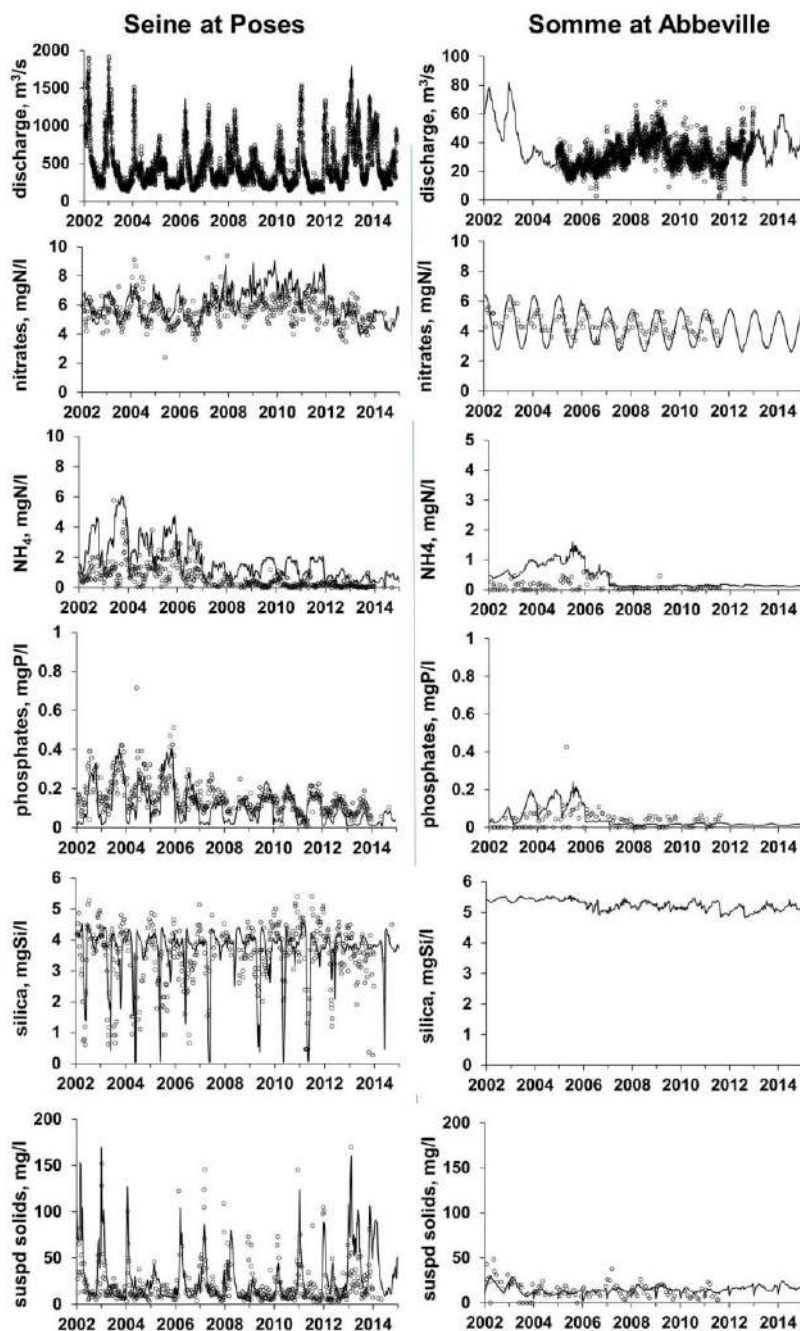 Seine at Poses
Somme at Abbeville
discharge, m³/s
2000
1500
1000
500
0
2002 2004 2006 2008 2010 2012 2014
discharge, m³/s
100
80
60
40
20
0
2002 2004 2006 2008 2010 2012 2014
nitrates, mgN/l
10
8
6
4
2
0
2002 2004 2006 2008 2010 2012 2014
nitrates, mgN/l
10
8
6
4
2
0
2002 2004 2006 2008 2010 2012 2014
NH₄, mgN/l
10
8
6
4
2
0
2002 2004 2006 2008 2010 2012 2014
NH4, mgN/l
5
4
3
2
1
0
2002 2004 2006 2008 2010 2012 2014
phosphates, mgP/l
1
0.8
0.6
0.4
0.2
0
2002 2004 2006 2008 2010 2012 2014
phosphates, mgP/l
1
0.8
0.6
0.4
0.2
0
2002 2004 2006 2008 2010 2012 2014
silica, mgSi/l
6
5
4
3
2
1
0
2002 2004 2006 2008 2010 2012 2014
silica, mgSi/l
6
5
4
3
2
1
0
2002 2004 2006 2008 2010 2012 2014
suspd solids, mg/l
200
150
100
50
0
2002 2004 2006 2008 2010 2012 2014
suspd solids, mg/l
200
150
100
50
0
2002 2004 2006 2008 2010 2012 2014